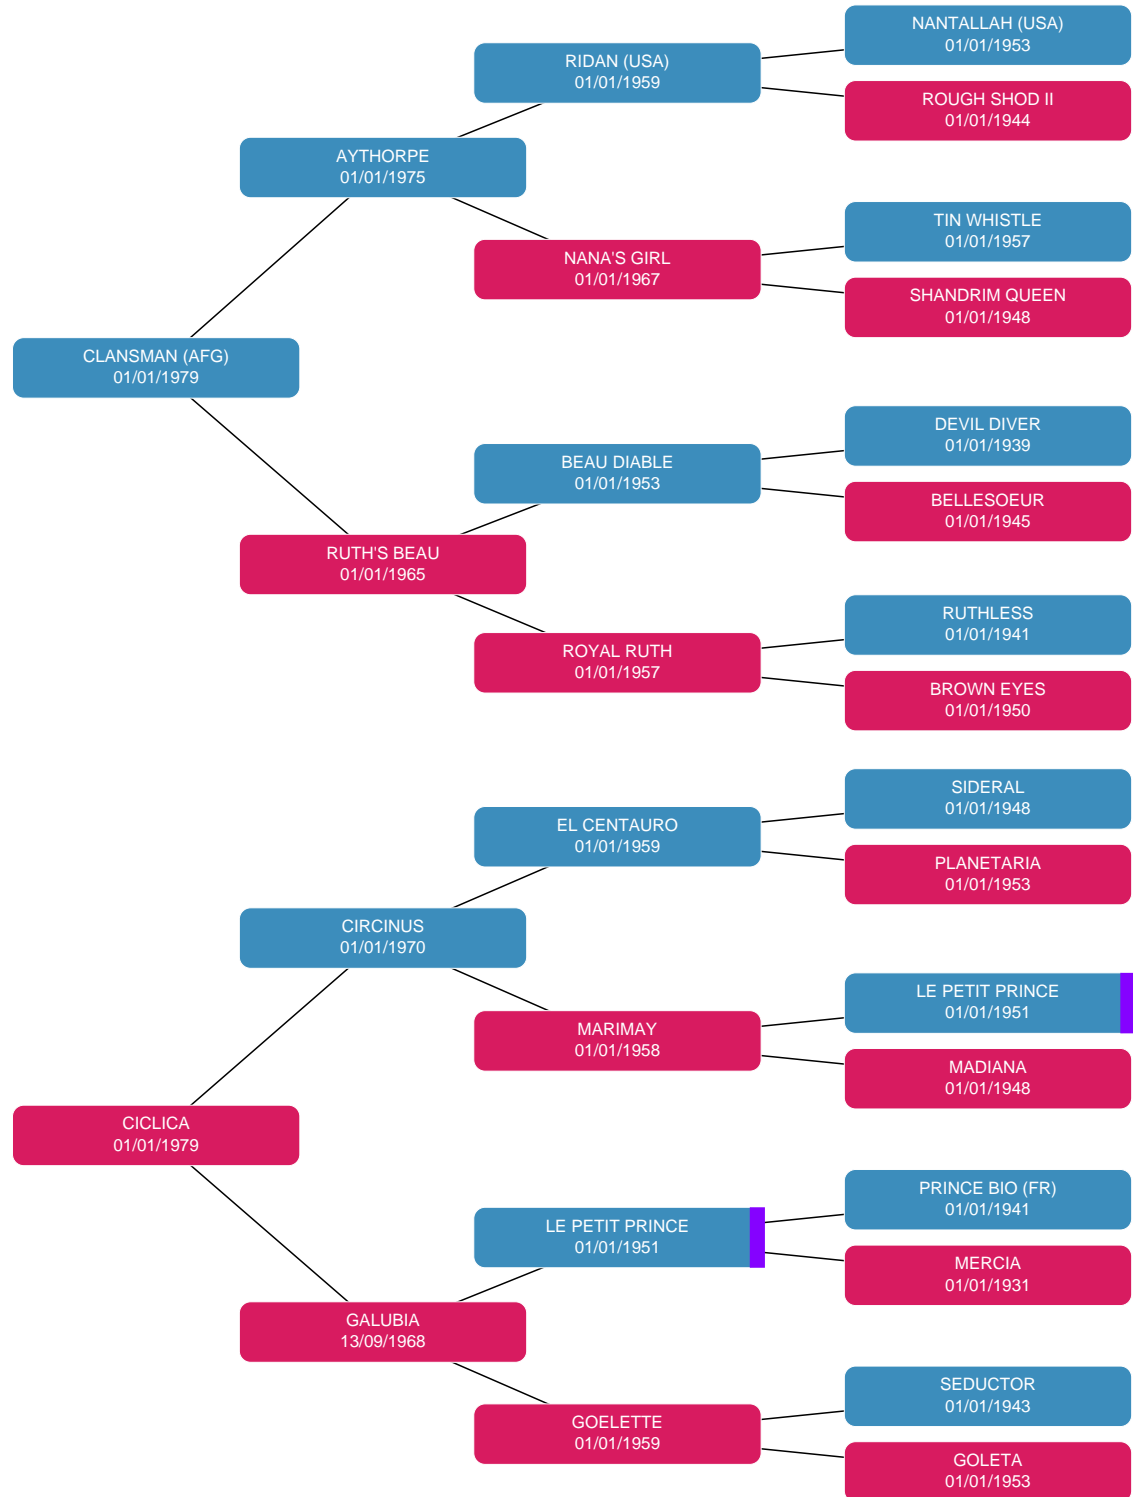 NANTALLAH (USA)
01/01/1953
RIDAN (USA)
01/01/1959
ROUGH SHOD II
01/01/1944
AYTHORPE
01/01/1975
TIN WHISTLE
01/01/1957
NANA'S GIRL
01/01/1967
SHANDRIM QUEEN
01/01/1948
CLANSMAN (AFG)
01/01/1979
DEVIL DIVER
01/01/1939
BEAU DIABLE
01/01/1953
BELLESOEUR
01/01/1945
RUTH'S BEAU
01/01/1965
RUTHLESS
01/01/1941
ROYAL RUTH
01/01/1957
BROWN EYES
01/01/1950
SIDERAL
01/01/1948
EL CENTAURO
01/01/1959
PLANETARIA
01/01/1953
CIRCINUS
01/01/1970
LE PETIT PRINCE
01/01/1951
MARIMAY
01/01/1958
MADIANA
01/01/1948
CICLICA
01/01/1979
PRINCE BIO (FR)
01/01/1941
LE PETIT PRINCE
01/01/1951
MERCIA
01/01/1931
GALUBIA
13/09/1968
SEDUCTOR
01/01/1943
GOELETTE
01/01/1959
GOLETA
01/01/1953